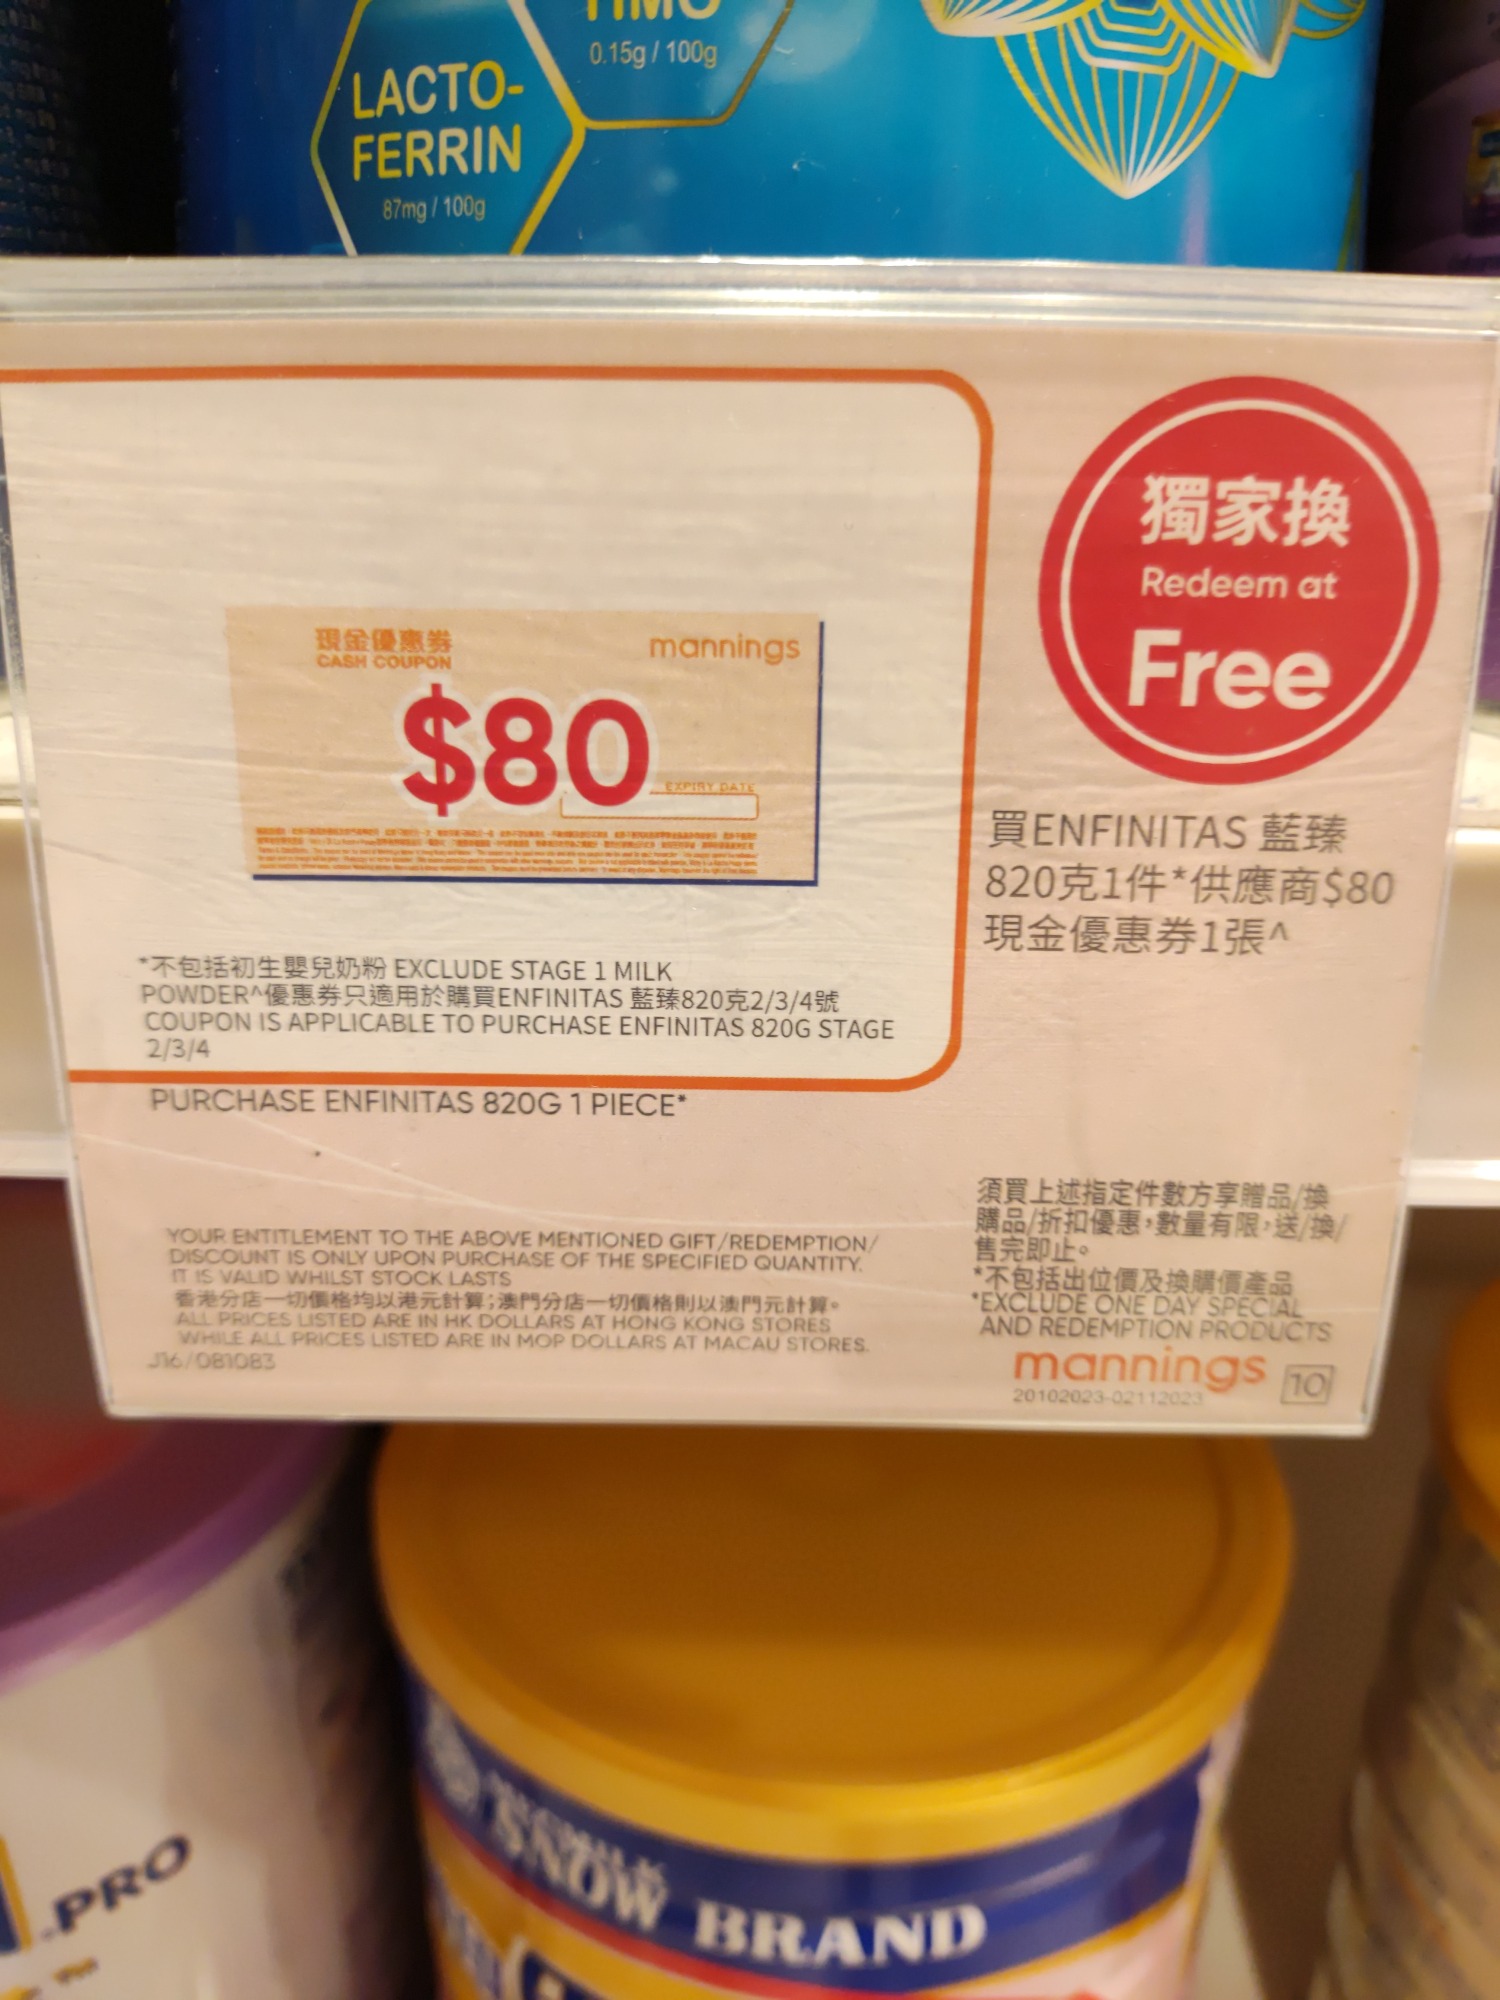 LACTO-
FERRIN
87mg / 100g
HMO
0.15g / 100g
獨家換
Redeem at
Free
現金優惠券
CASH COUPON
mannings
$80
EXPIRY DATE
買ENFINITAS 藍臻
820克1件*供應商$80
現金優惠券1張^
*不包括初生嬰兒奶粉 EXCLUDE STAGE 1 MILK
POWDER^優惠券只適用於購買ENFINITAS 藍臻820克2/3/4號
COUPON IS APPLICABLE TO PURCHASE ENFINITAS 820G STAGE
2/3/4
PURCHASE ENFINITAS 820G 1 PIECE*
YOUR ENTITLEMENT TO THE ABOVE MENTIONED GIFT/REDEMPTION/
DISCOUNT IS ONLY UPON PURCHASE OF THE SPECIFIED QUANTITY.
IT IS VALID WHILST STOCK LASTS
香港分店一切價格均以港元計算;澳門分店一切價格則以澳門元計算。
ALL PRICES LISTED ARE IN HK DOLLARS AT HONG KONG STORES
WHILE ALL PRICES LISTED ARE IN MOP DOLLARS AT MACAU STORES.
J16/081083
須買上述指定件數方享贈品/換
購品/折扣優惠，數量有限，送/換/
售完即止。
*不包括出位價及換購價產品
*EXCLUDE ONE DAY SPECIAL
AND REDEMPTION PRODUCTS
mannings 10
20102023-02112023
SNOW BRAND
PRO